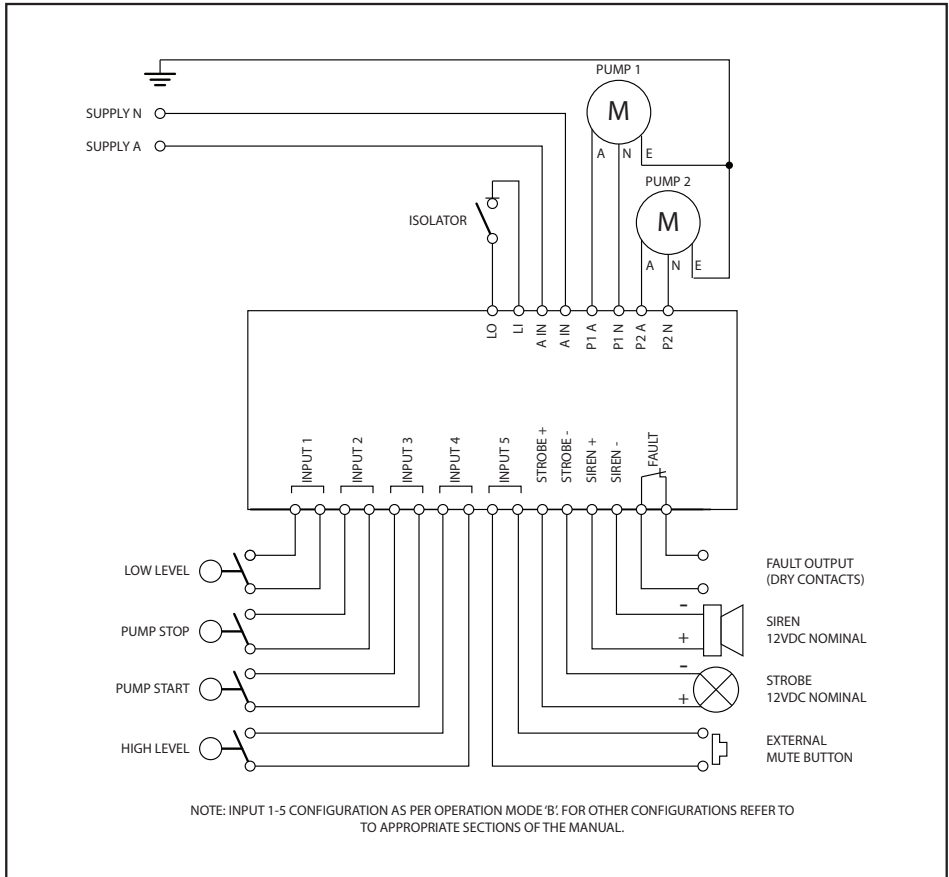 PUMP 1
M
SUPPLY N
SUPPLY A
A N E
PUMP 2
M
ISOLATOR
A N E
LO
LI
A IN
A IN
P1 A
P1 N
P2 A
P2 N
INPUT 1
INPUT 2
INPUT 3
INPUT 4
INPUT 5
STROBE +
STROBE -
SIREN +
SIREN -
FAULT
LOW LEVEL
PUMP STOP
PUMP START
HIGH LEVEL
FAULT OUTPUT
(DRY CONTACTS)
-
+
SIREN
12VDC NOMINAL
-
+
STROBE
12VDC NOMINAL
EXTERNAL
MUTE BUTTON
NOTE: INPUT 1-5 CONFIGURATION AS PER OPERATION MODE ‘B’. FOR OTHER CONFIGURATIONS REFER TO
TO APPROPRIATE SECTIONS OF THE MANUAL.